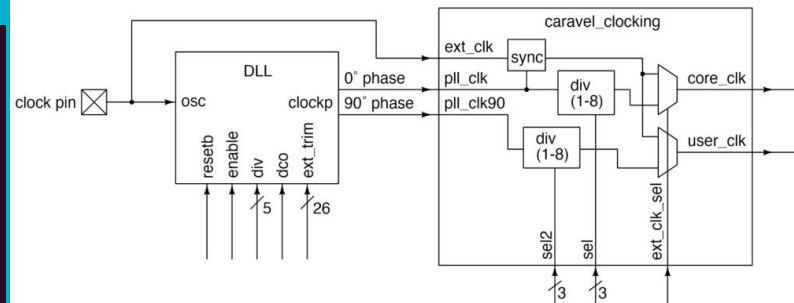 caravel_clocking
ext_clk
sync
DLL
0° phase
pll_clk
div
(1-8)
core_clk
clock pin
osc
clockp
90° phase
pll_clk90
div
(1-8)
user_clk
resetb
enable
div
dco
ext_trim
5
26
sel2
sel
ext_clk_sel
3
3